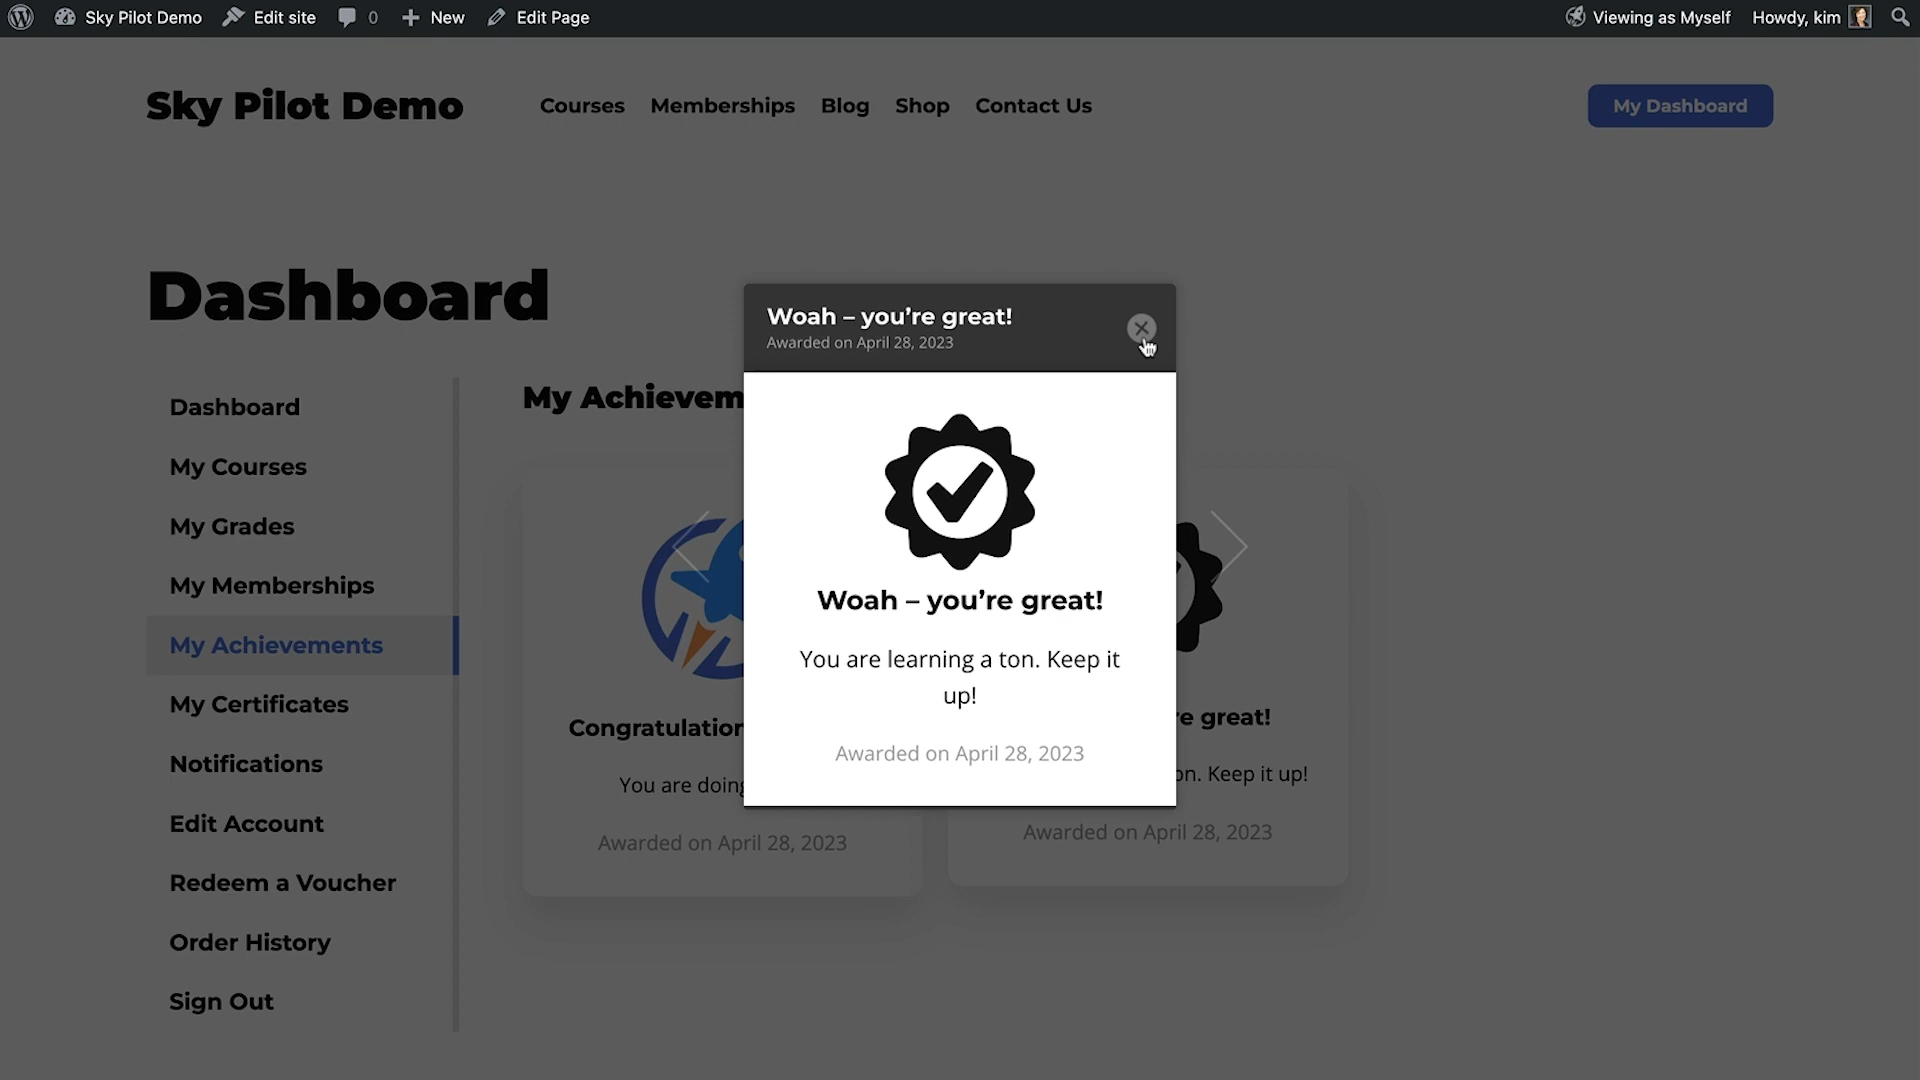 Sky Pilot Demo Edit site 0 New Edit Page Viewing as Myself Howdy, kim
Sky Pilot Demo Courses Memberships Blog Shop Contact Us My Dashboard
Dashboard
Woah – you’re great!
Awarded on April 28, 2023
Dashboard
My Courses
My Grades
My Memberships
My Achievements
My Certificates
Notifications
Edit Account
Redeem a Voucher
Order History
Sign Out
My Achievem
Woah – you’re great!
You are learning a ton. Keep it
up!
Awarded on April 28, 2023
Congratulation
You are doing
Awarded on April 28, 2023
re great!
on. Keep it up!
Awarded on April 28, 2023